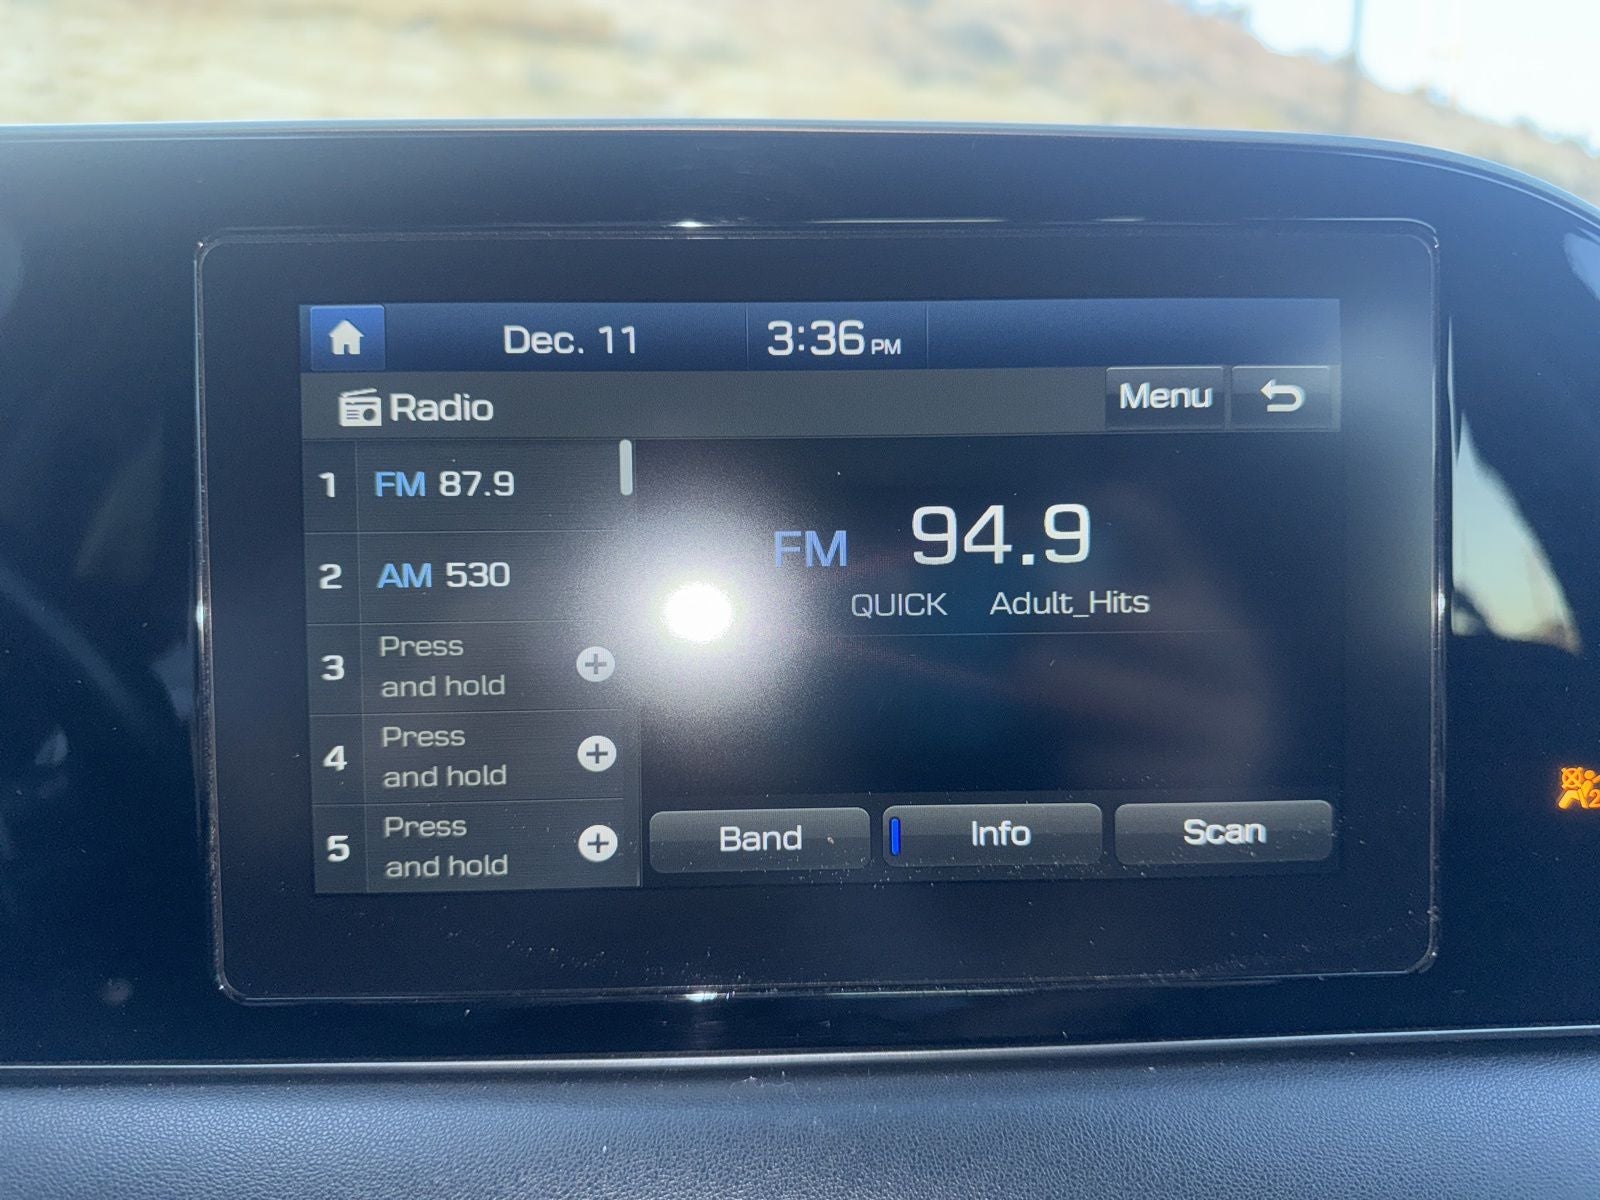 Dec. 11 3:36 PM
Radio Menu
1 FM 87.9
2 AM 530
3 Press
and hold
4 Press
and hold
5 Press
and hold
FM 94.9
QUICK Adult_Hits
Band Info Scan
2